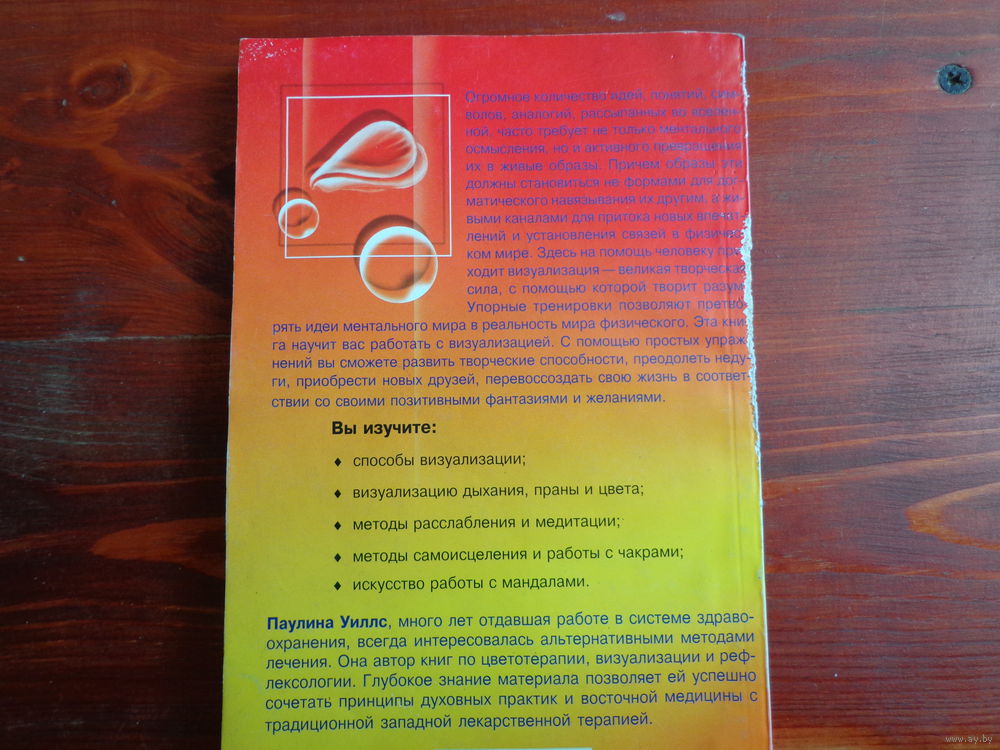 Огромное количество идей, понятий, сим-
волов, аналогий, рассыпанных во вселен-
ной, часто требует не только ментального
осмысления, но и активного превращения
их в живые образы. Причем образы эти
должны становиться не формами для дог-
матического навязывания их другим, а жи-
выми каналами для притока новых впечат-
лений и установления связей в физичес-
ком мире. Здесь на помощь человеку при-
ходит визуализация — великая творческая
сила, с помощью которой творит разум.
Упорные тренировки позволяют претво-
рять идеи ментального мира в реальность мира физического. Эта кни-
га научит вас работать с визуализацией. С помощью простых упраж-
нений вы сможете развить творческие способности, преодолеть неду-
ги, приобрести новых друзей, перевоссоздать свою жизнь в соответ-
ствии со своими позитивными фантазиями и желаниями.
Вы изучите:
♦ способы визуализации;
♦ визуализацию дыхания, праны и цвета;
♦ методы расслабления и медитации;
♦ методы самоисцеления и работы с чакрами;
♦ искусство работы с мандалами.
Паулина Уиллс, много лет отдавшая работе в системе здраво-
охранения, всегда интересовалась альтернативными методами
лечения. Она автор книг по цветотерапии, визуализации и реф-
лексологии. Глубокое знание материала позволяет ей успешно
сочетать принципы духовных практик и восточной медицины с
традиционной западной лекарственной терапией.
www.ay.by